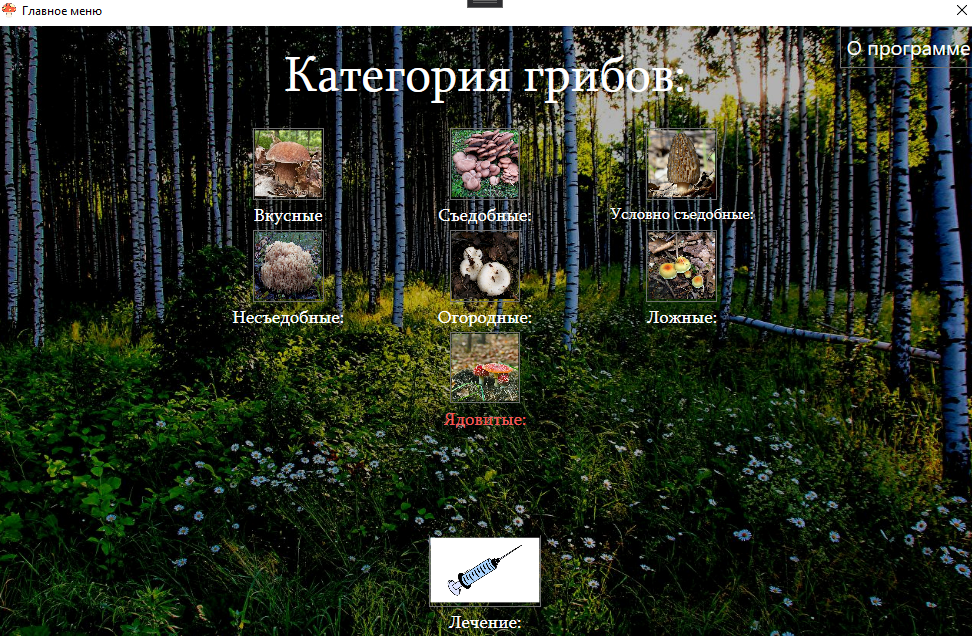 Главное меню
О программе
Категория грибов:
Вкусные
Съедобные:
Условно съедобные:
Несъедобные:
Огородные:
Ложные:
Ядовитые:
Лечение: